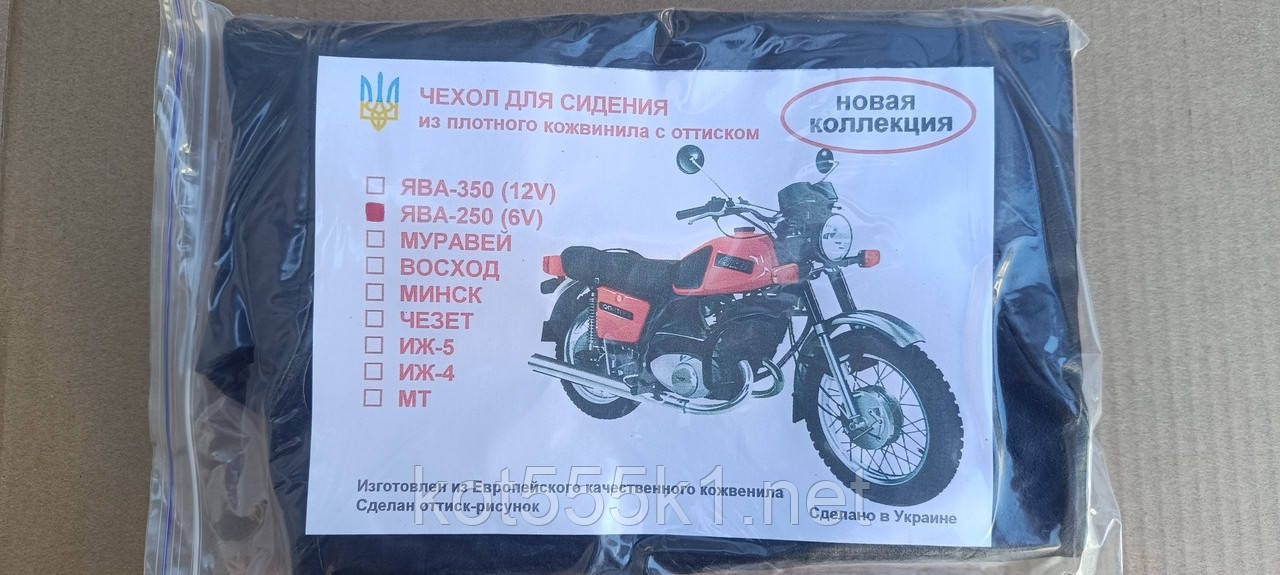 ЧЕХОЛ ДЛЯ СИДЕНИЯ
из плотного кожвинила с оттиском
НОВАЯ
КОЛЛЕКЦИЯ
ЯВА-350 (12V)
ЯВА-250 (6V)
МУРАВЕЙ
ВОСХОД
МИНСК
ЧЕЗЕТ
ИЖ-5
ИЖ-4
МТ
Изготовлен из Европейского качественного кожвенила
Сделан оттиск-рисунок
Сделано в Украине
kot555k1.net